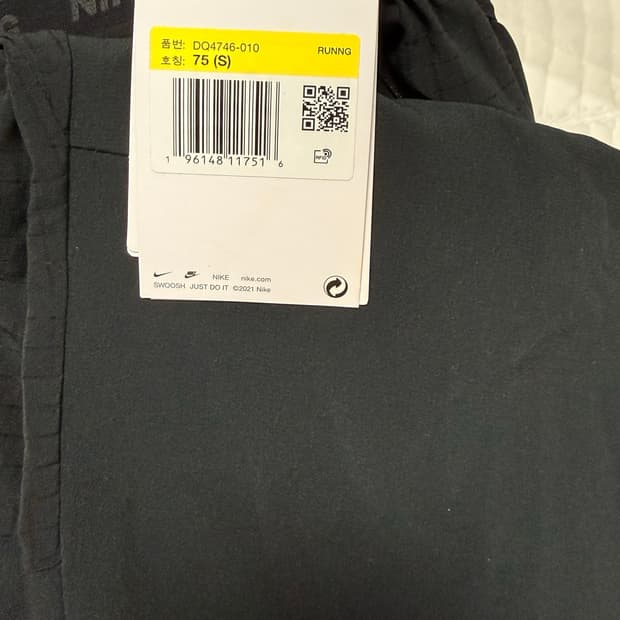 NIKE
품번: DQ4746-010
RUNNG
호칭: 75 (S)
1 96148 11751 6
RFID
NIKE nike.com
SWOOSH JUST DO IT ©2021 Nike